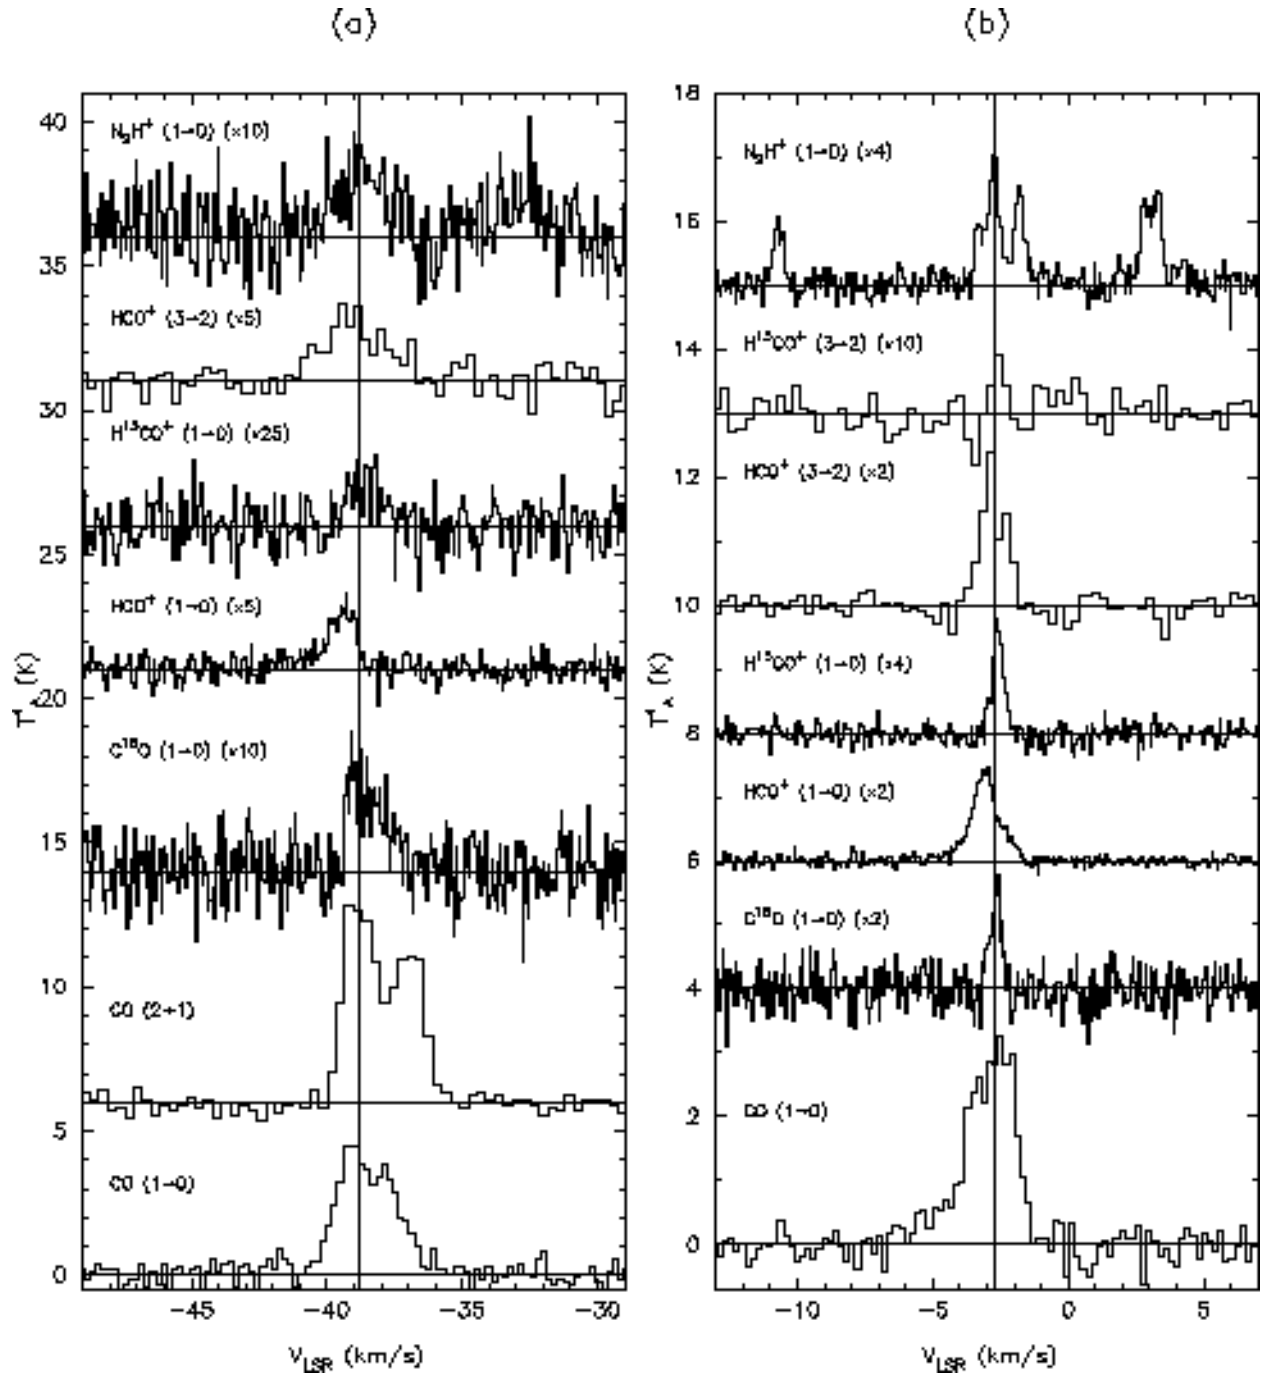 (a)
40
35
30
25
20
15
10
5
0
T*A (K)
N₂H⁺ (1→0) (×10)
HCO⁺ (3→2) (×5)
H¹³CO⁺ (1→0) (×25)
HCO⁺ (1→0) (×5)
C¹⁸O (1→0) (×10)
CO (2→1)
CO (1→0)
−45 −40 −35 −30
V_LSR (km/s)
(b)
18
16
14
12
10
8
6
4
2
0
T*A (K)
N₂H⁺ (1→0) (×4)
H¹³CO⁺ (3→2) (×10)
HCO⁺ (3→2) (×2)
H¹³CO⁺ (1→0) (×4)
HCO⁺ (1→0) (×2)
C¹⁸O (1→0) (×2)
CO (1→0)
−10 −5 0 5
V_LSR (km/s)